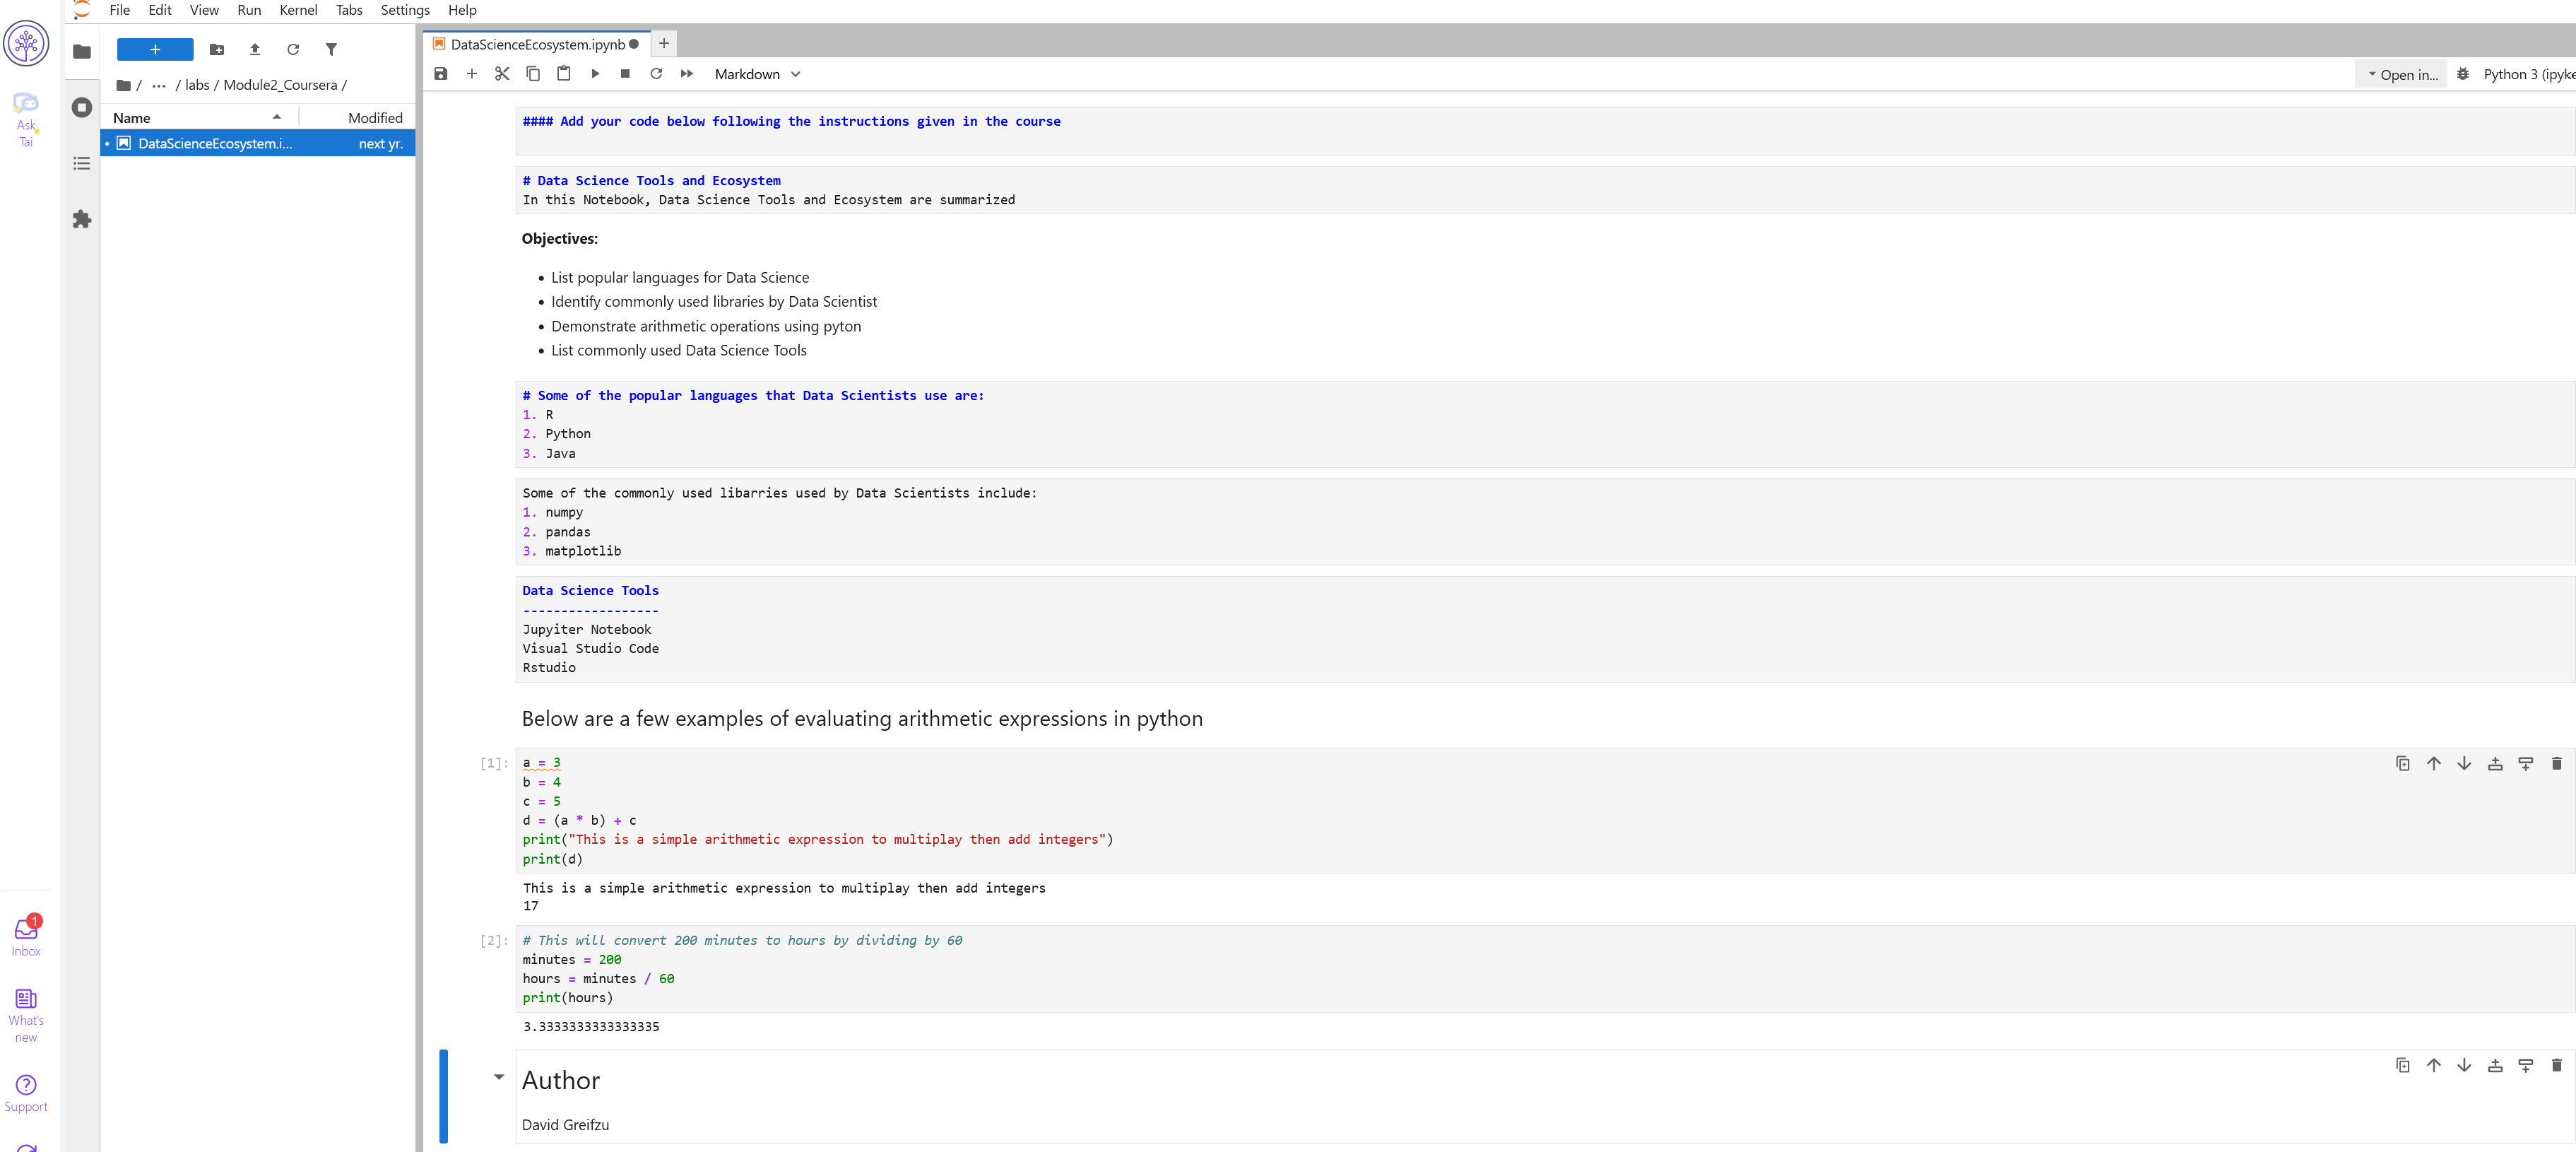 File Edit View Run Kernel Tabs Settings Help
Ask
Tai
+
/ ··· / labs / Module2_Coursera /
Name Modified
DataScienceEcosystem.i... next yr.
DataScienceEcosystem.ipynb
Markdown
Open in...
Python 3 (ipyke
#### Add your code below following the instructions given in the course
# Data Science Tools and Ecosystem
In this Notebook, Data Science Tools and Ecosystem are summarized
Objectives:
• List popular languages for Data Science
• Identify commonly used libraries by Data Scientist
• Demonstrate arithmetic operations using pyton
• List commonly used Data Science Tools
# Some of the popular languages that Data Scientists use are:
1. R
2. Python
3. Java
Some of the commonly used libarries used by Data Scientists include:
1. numpy
2. pandas
3. matplotlib
Data Science Tools
------------------
Jupyiter Notebook
Visual Studio Code
Rstudio
Below are a few examples of evaluating arithmetic expressions in python
[1]: a = 3
b = 4
c = 5
d = (a * b) + c
print("This is a simple arithmetic expression to multiplay then add integers")
print(d)
This is a simple arithmetic expression to multiplay then add integers
17
[2]: # This will convert 200 minutes to hours by dividing by 60
minutes = 200
hours = minutes / 60
print(hours)
3.3333333333333335
Author
David Greifzu
1
Inbox
What's
new
Support